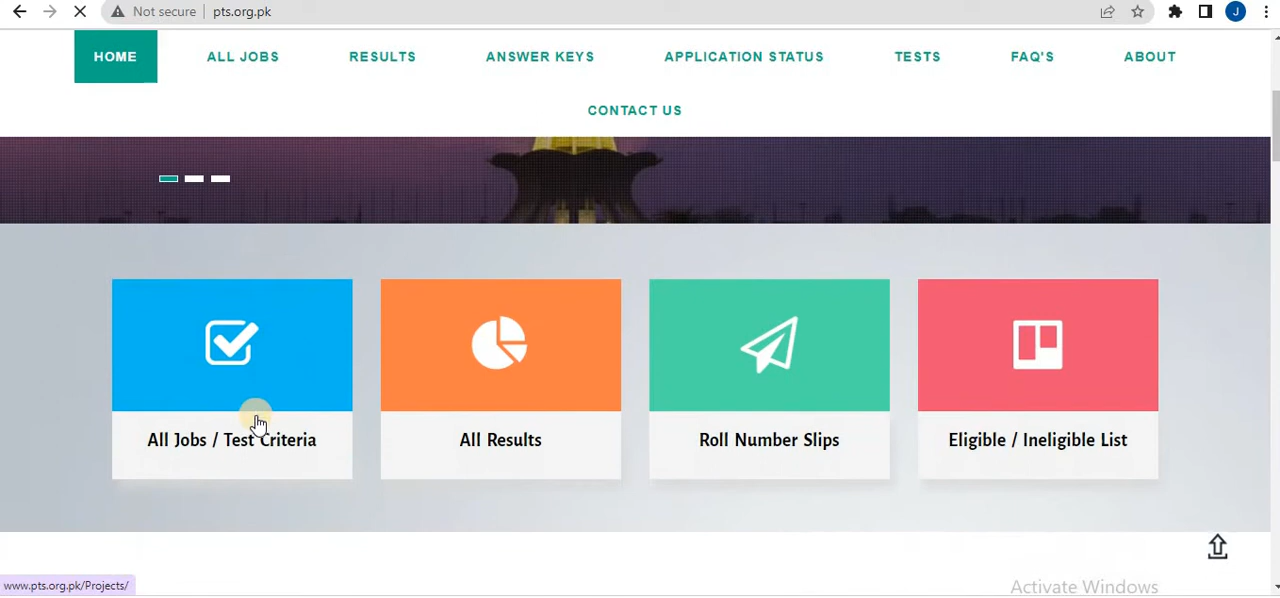 Not secure pts.org.pk J
HOME ALL JOBS RESULTS ANSWER KEYS APPLICATION STATUS TESTS FAQ'S ABOUT
CONTACT US
All Jobs / Test Criteria All Results Roll Number Slips Eligible / Ineligible List
www.pts.org.pk/Projects/
Activate Windows